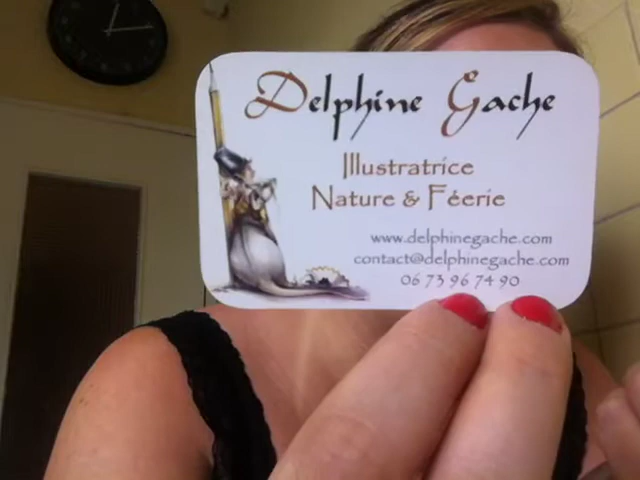 Delphine Gache
Illustratrice
Nature & Féerie
www.delphinegache.com
contact@delphinegache.com
06 73 96 74 90